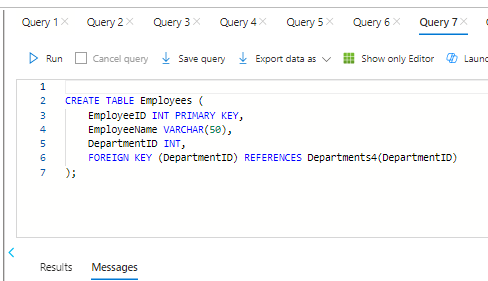 Query 1 Query 2 Query 3 Query 4 Query 5 Query 6 Query 7
Run Cancel query Save query Export data as Show only Editor
1
2 CREATE TABLE Employees (
3 EmployeeID INT PRIMARY KEY,
4 EmployeeName VARCHAR(50),
5 DepartmentID INT,
6 FOREIGN KEY (DepartmentID) REFERENCES Departments4(DepartmentID)
7 );
Results Messages